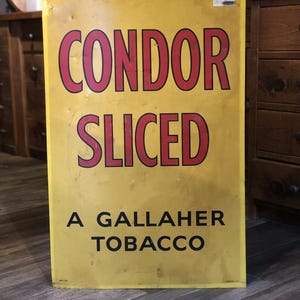 CONDOR
SLICED
A GALLAHER
TOBACCO